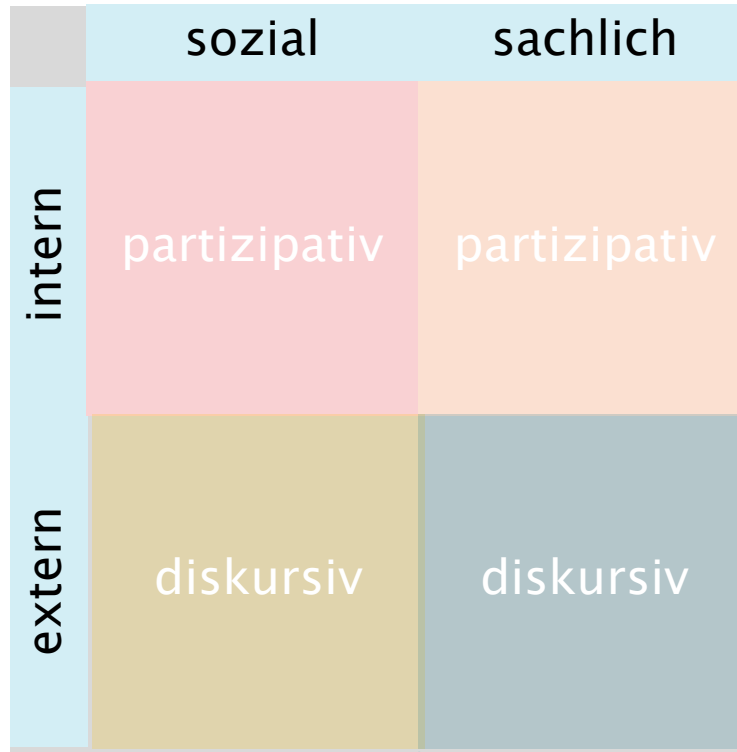 sozial sachlich
intern
partizipativ partizipativ
extern
diskursiv diskursiv